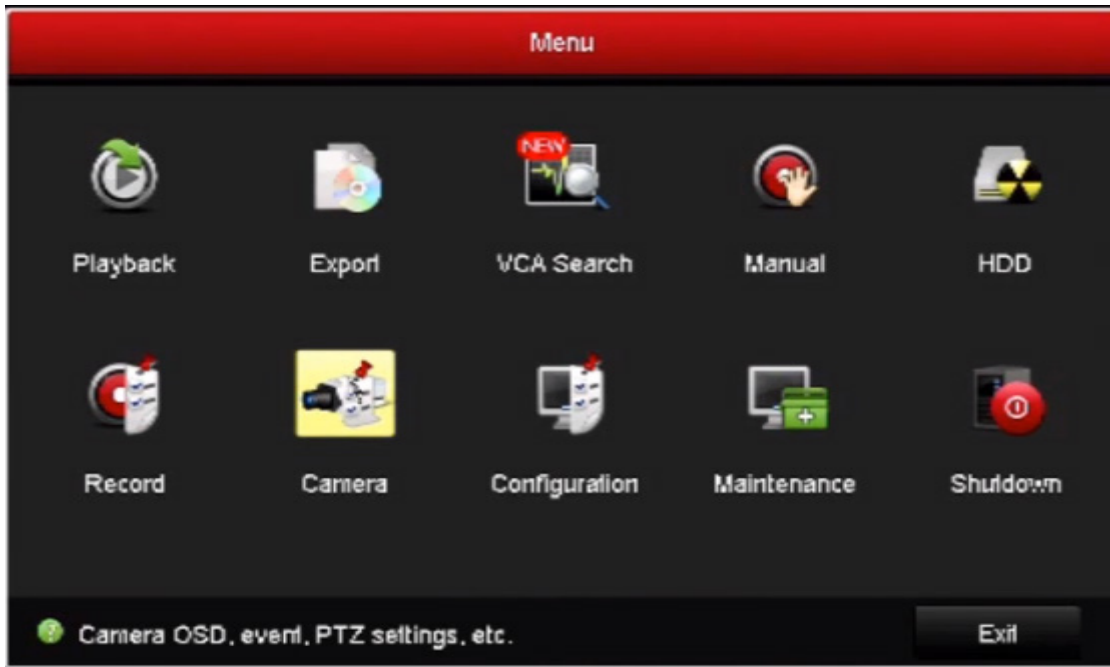 Menu
NEW
Playback Export VCA Search Manual HDD
Record Camera Configuration Maintenance Shutdown
Camera OSD, event, PTZ settings, etc. Exit